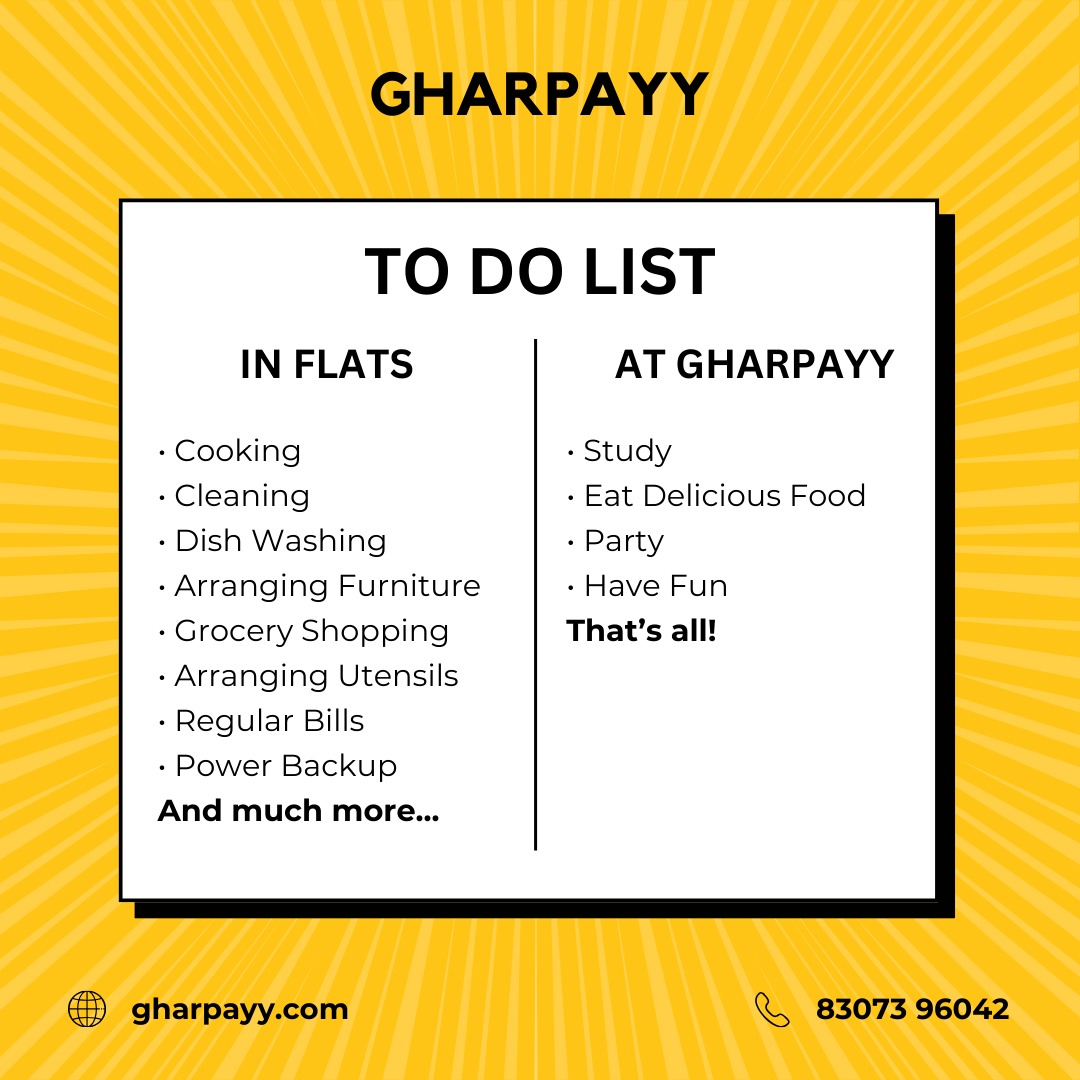 GHARPAYY
TO DO LIST
IN FLATS
• Cooking
• Cleaning
• Dish Washing
• Arranging Furniture
• Grocery Shopping
• Arranging Utensils
• Regular Bills
• Power Backup
And much more...
AT GHARPAYY
• Study
• Eat Delicious Food
• Party
• Have Fun
That’s all!
gharpayy.com
83073 96042